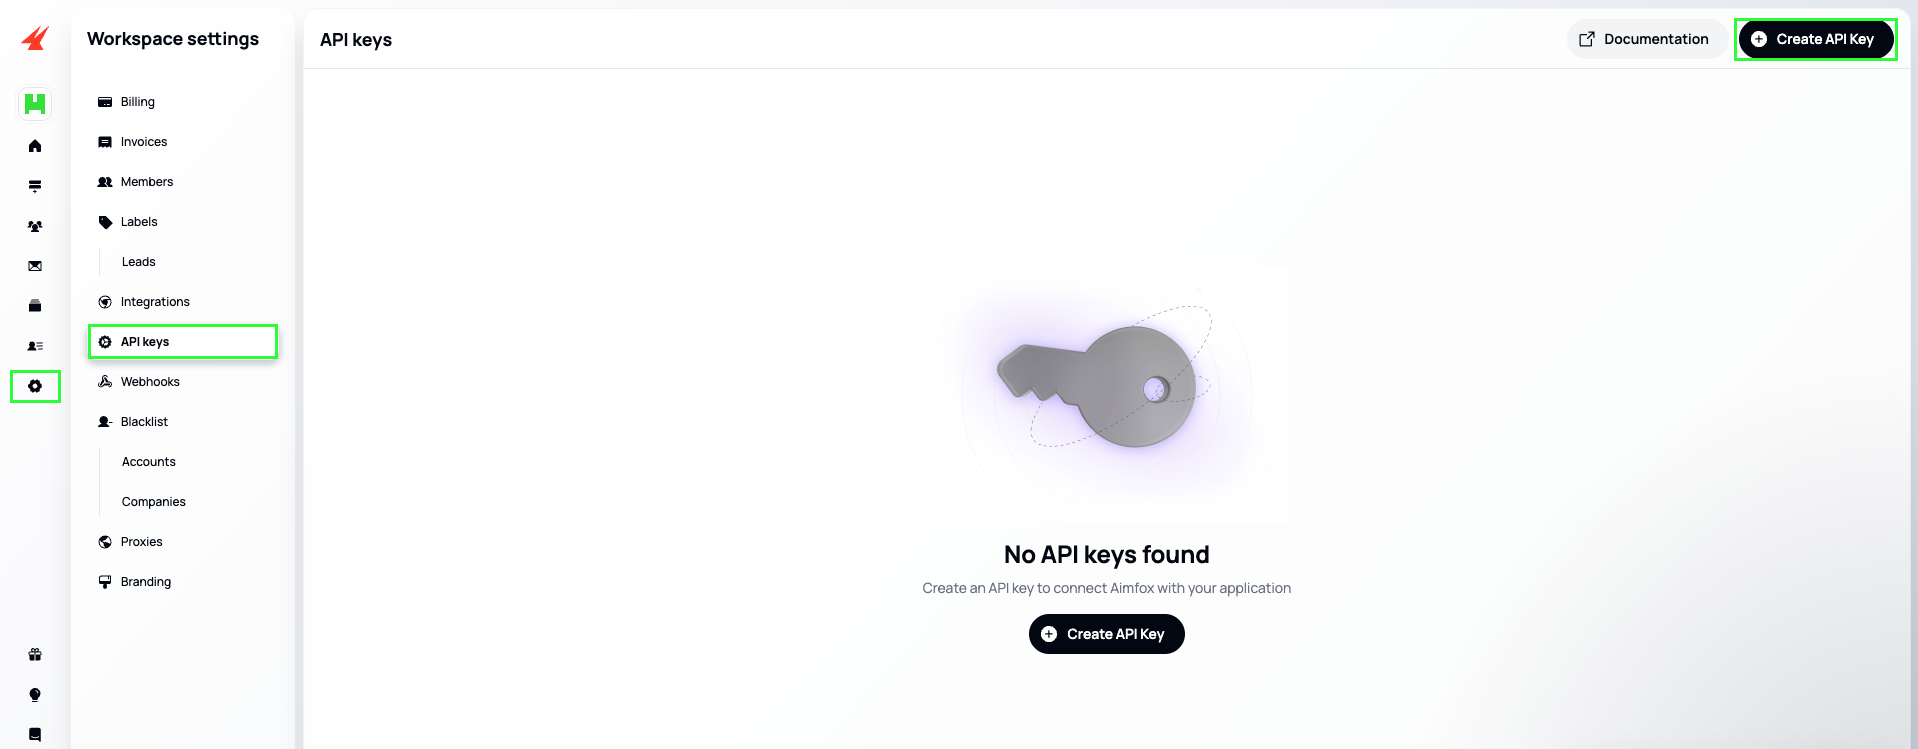 Workspace settings
Billing
Invoices
Members
Labels
Leads
Integrations
API keys
Webhooks
Blacklist
Accounts
Companies
Proxies
Branding
API keys
Documentation
Create API Key
No API keys found
Create an API key to connect Aimfox with your application
Create API Key